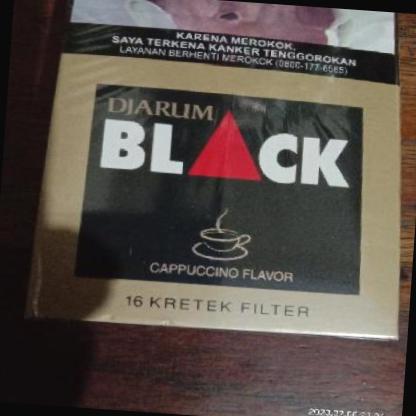 KARENA MEROKOK,
SAYA TERKENA KANKER TENGGOROKAN
LAYANAN BERHENTI MEROKOK (0800-177-6565)
DJARUM
BLACK
CAPPUCCINO FLAVOR
16 KRETEK FILTER